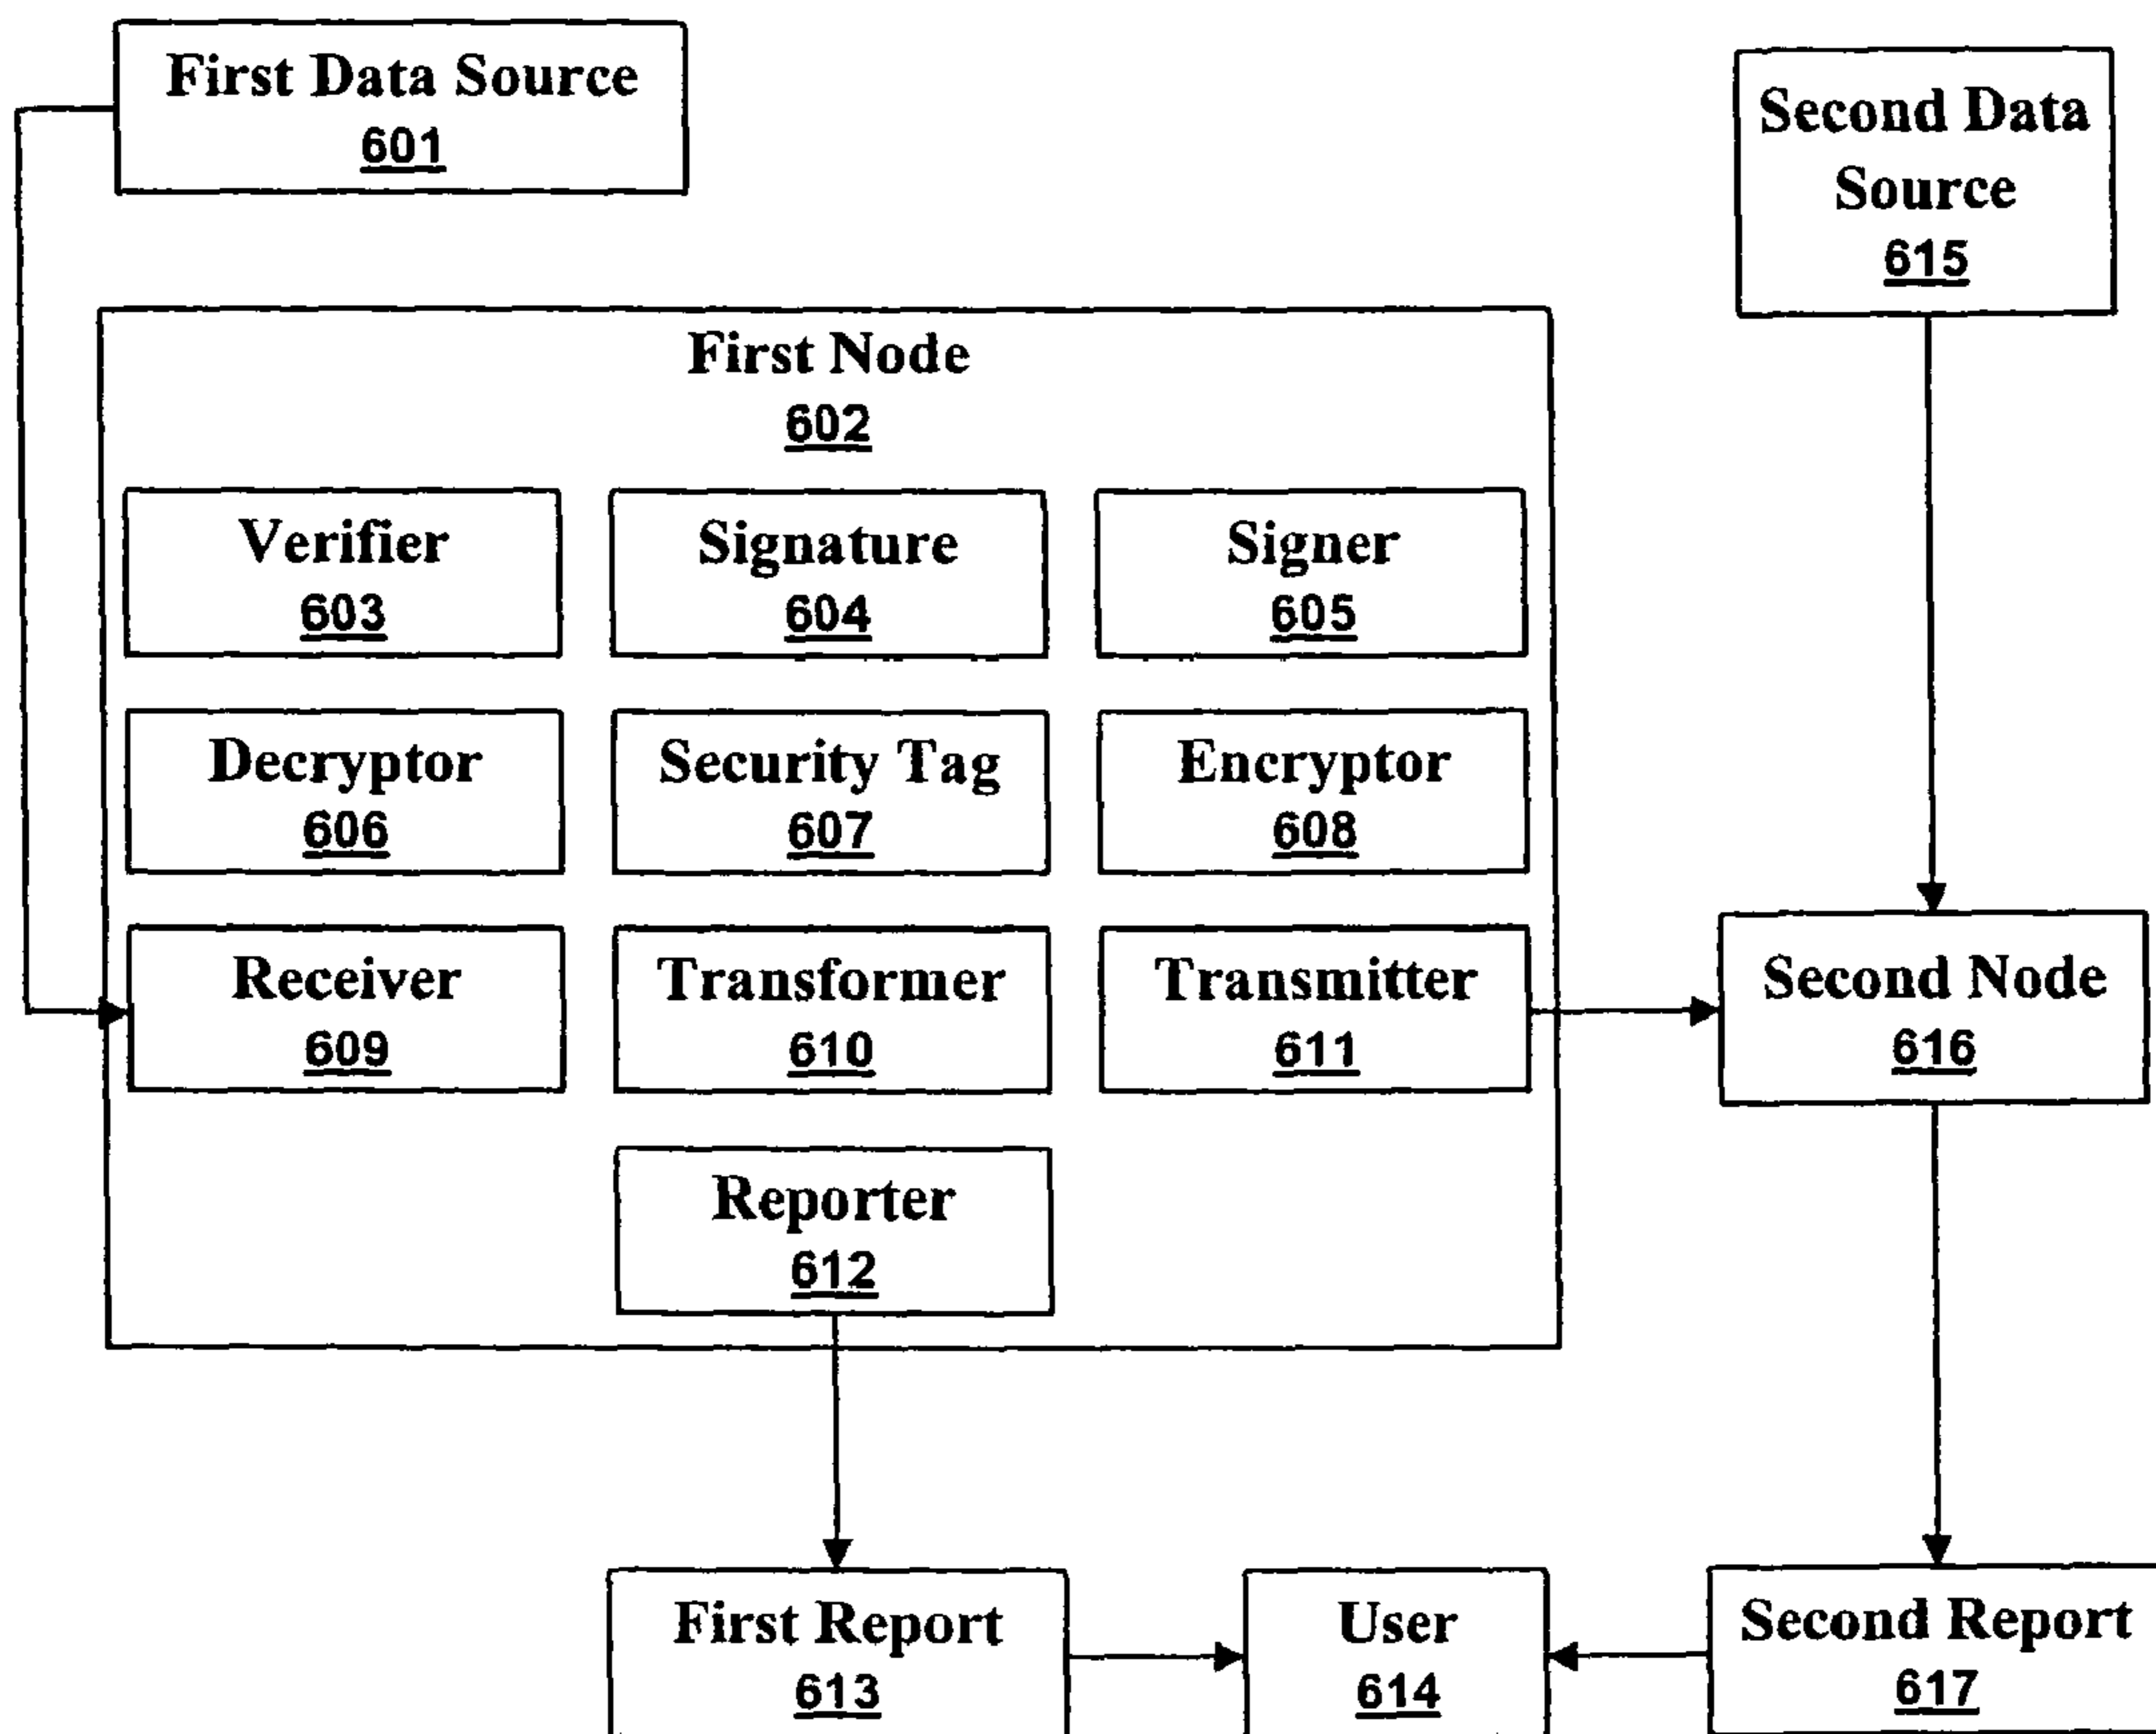 First Data Source
601
Second Data
Source
615
First Node
602
Verifier
603
Signature
604
Signer
605
Decryptor
606
Security Tag
607
Encryptor
608
Receiver
609
Transformer
610
Transmitter
611
Second Node
616
Reporter
612
First Report
613
User
614
Second Report
617